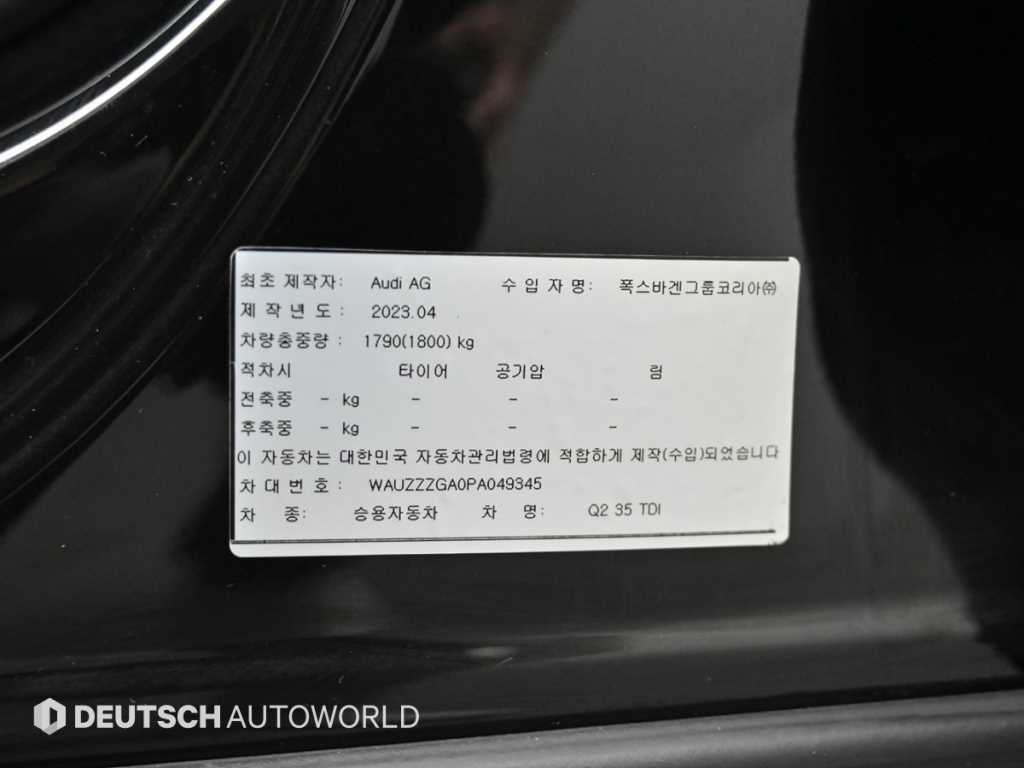 최초 제작자: Audi AG 수 입 자 명: 폭스바겐그룹코리아㈜
제 작 년 도 : 2023.04
차량총중량 : 1790(1800) kg
적차시 타이어 공기압 림
전축중 - kg - - -
후축중 - kg - - -
이 자동차는 대한민국 자동차관리법령에 적합하게 제작(수입)되었습니다
차 대 번 호 : WAUZZZGA0PA049345
차 종: 승용자동차 차 명: Q2 35 TDI
DEUTSCH AUTOWORLD